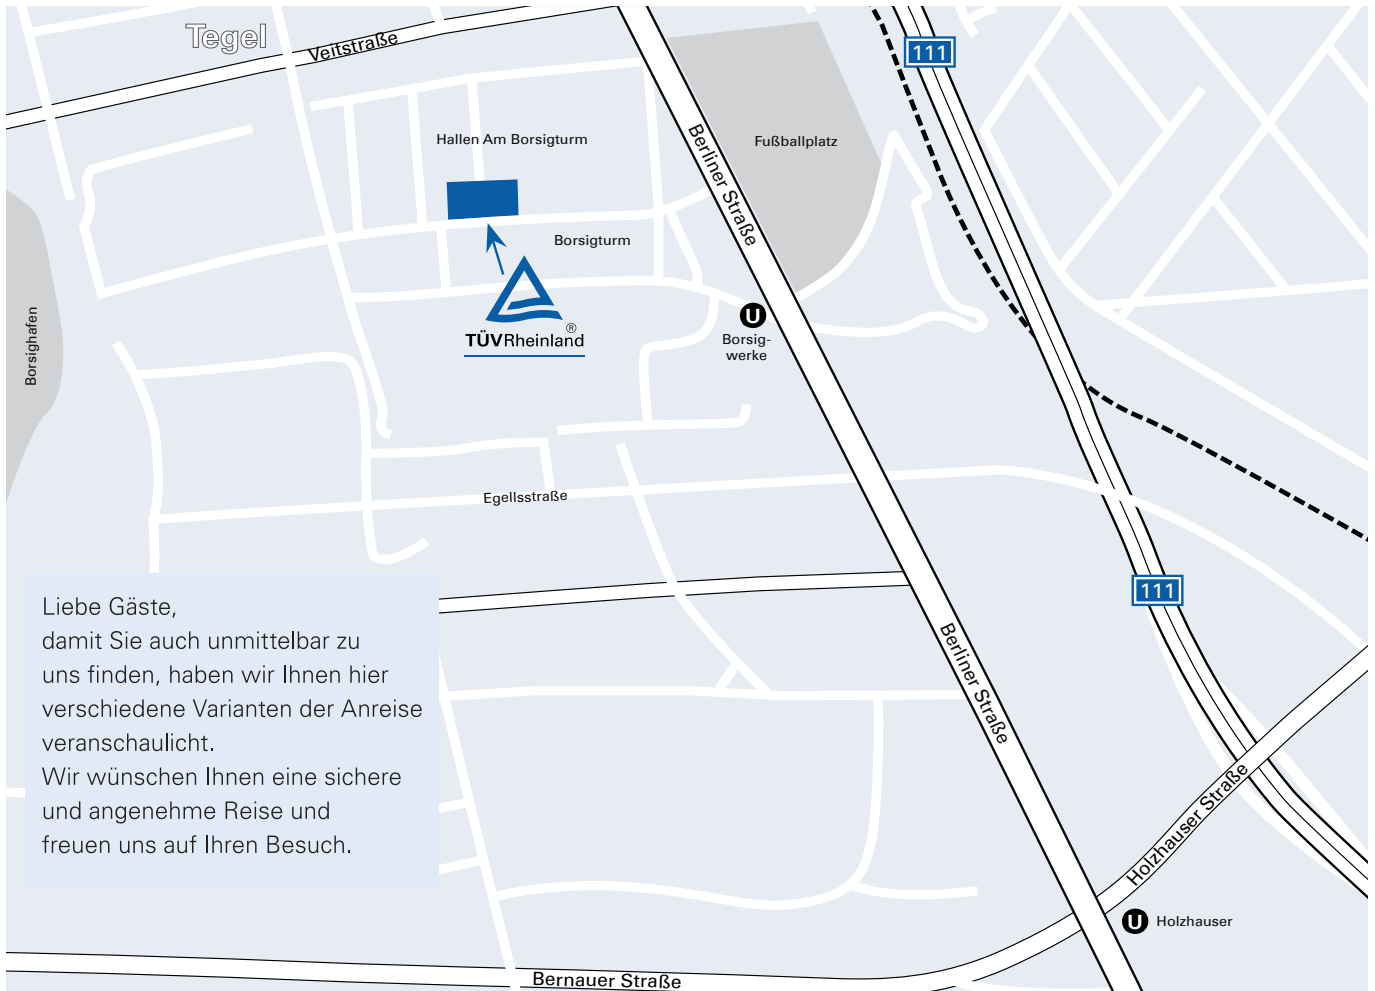 Tegel
Veitstraße
111
Hallen Am Borsigturm
Berliner Straße
Fußballplatz
Borsigturm
Borsighafen
U
Borsig-
werke
®
TÜVRheinland
Egellsstraße
111
Liebe Gäste,
damit Sie auch unmittelbar zu
uns finden, haben wir Ihnen hier
verschiedene Varianten der Anreise
veranschaulicht.
Wir wünschen Ihnen eine sichere
und angenehme Reise und
freuen uns auf Ihren Besuch.
Berliner Straße
Holzhauser Straße
U Holzhauser
Bernauer Straße